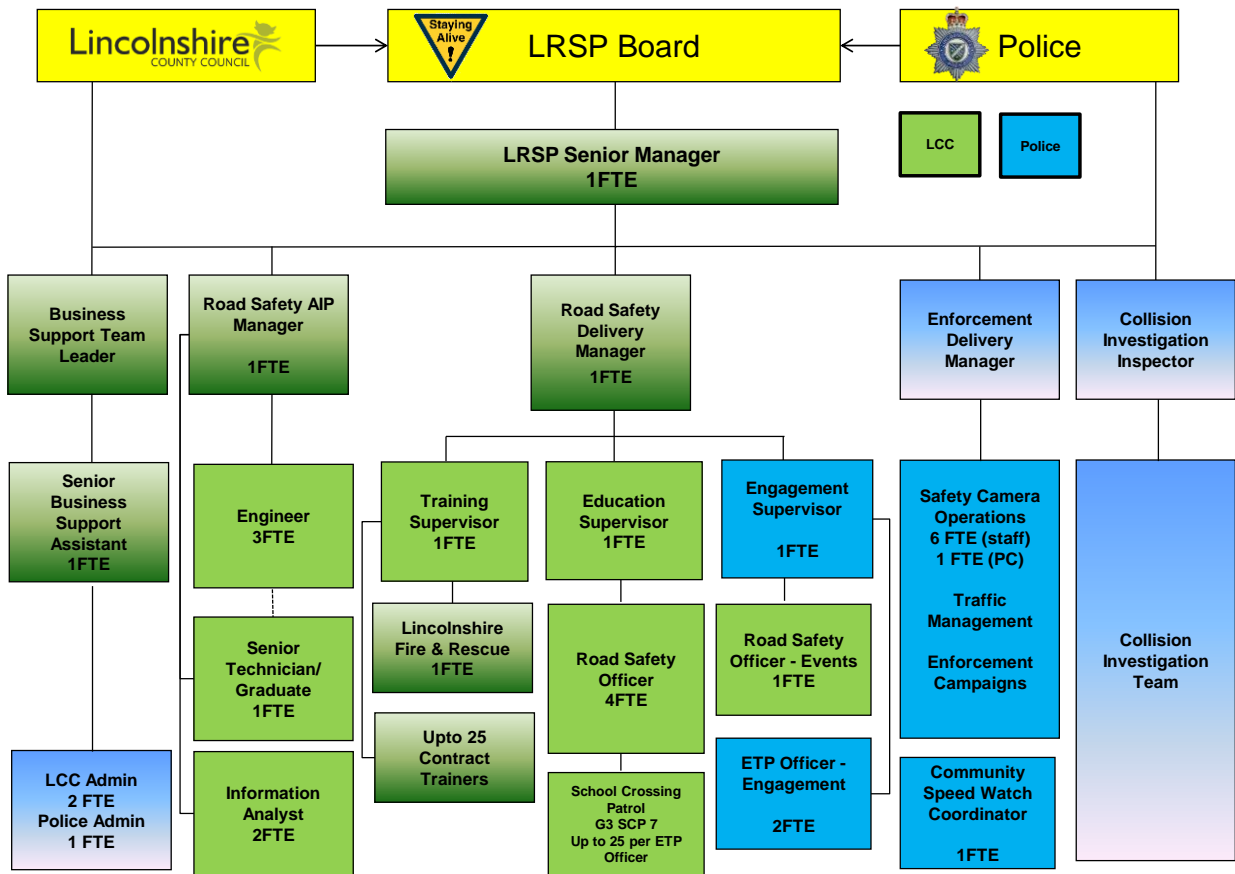 Lincolnshire
COUNTY COUNCIL
Staying
Alive
!
LRSP Board
Police
LCC
Police
LRSP Senior Manager
1FTE
Business
Support Team
Leader
Road Safety AIP
Manager
1FTE
Road Safety
Delivery
Manager
1FTE
Enforcement
Delivery
Manager
Collision
Investigation
Inspector
Senior
Business
Support
Assistant
1FTE
Engineer
3FTE
Training
Supervisor
1FTE
Education
Supervisor
1FTE
Engagement
Supervisor
1FTE
Safety Camera
Operations
6 FTE (staff)
1 FTE (PC)
Traffic
Management
Enforcement
Campaigns
Collision
Investigation
Team
Senior
Technician/
Graduate
1FTE
Lincolnshire
Fire & Rescue
1FTE
Road Safety
Officer
4FTE
Road Safety
Officer - Events
1FTE
LCC Admin
2 FTE
Police Admin
1 FTE
Information
Analyst
2FTE
Upto 25
Contract
Trainers
School Crossing
Patrol
G3 SCP 7
Up to 25 per ETP
Officer
ETP Officer -
Engagement
2FTE
Community
Speed Watch
Coordinator
1FTE